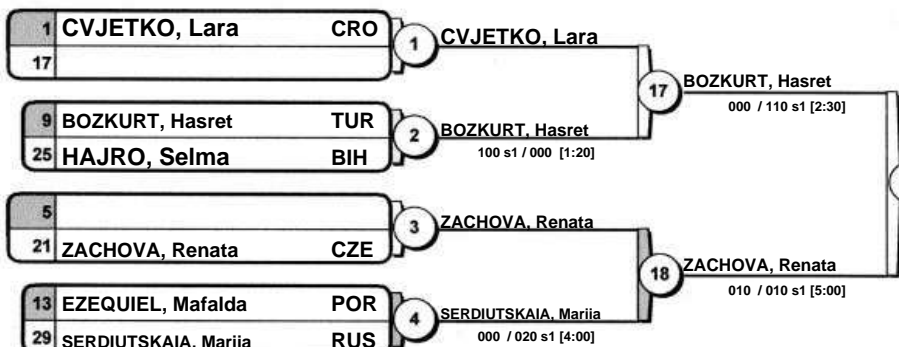 1 CVJETKO, Lara CRO
17
1
CVJETKO, Lara
9 BOZKURT, Hasret TUR
25 HAJRO, Selma BIH
2
BOZKURT, Hasret
100 s1 / 000 [1:20]
17
BOZKURT, Hasret
000 / 110 s1 [2:30]
5
21 ZACHOVA, Renata CZE
3
ZACHOVA, Renata
13 EZEQUIEL, Mafalda POR
29 SERDIUTSKAIA, Mariia RUS
4
SERDIUTSKAIA, Mariia
000 / 020 s1 [4:00]
18
ZACHOVA, Renata
010 / 010 s1 [5:00]